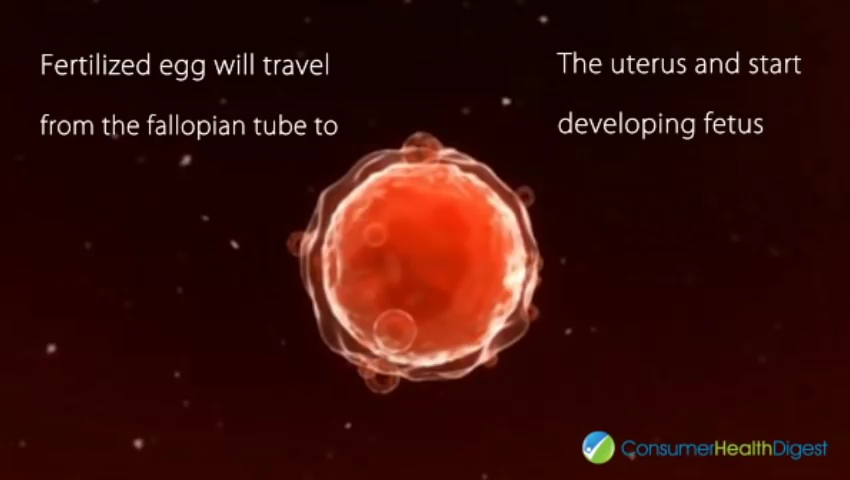 Fertilized egg will travel
from the fallopian tube to
The uterus and start
developing fetus
ConsumerHealthDigest